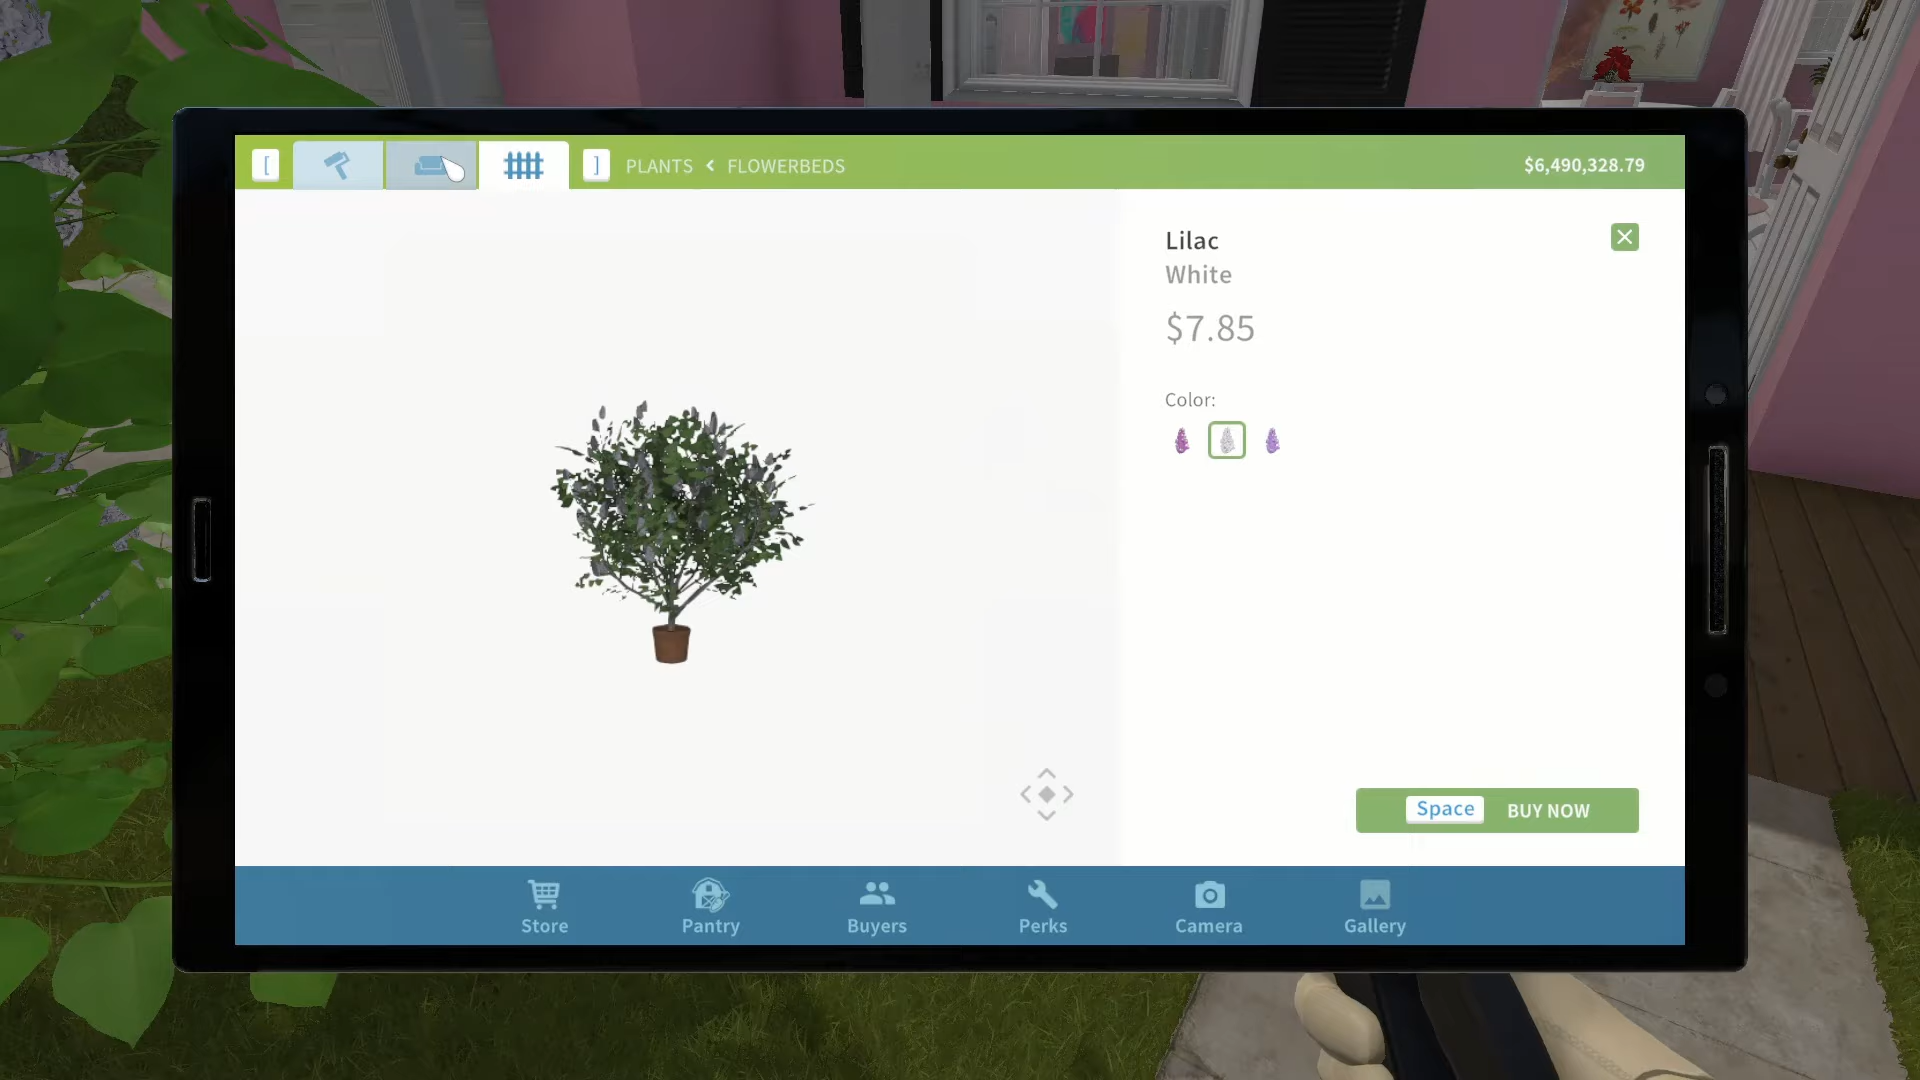 [
]
PLANTS < FLOWERBEDS
$6,490,328.79
Lilac
White
$7.85
Color:
Space BUY NOW
Store
Pantry
Buyers
Perks
Camera
Gallery